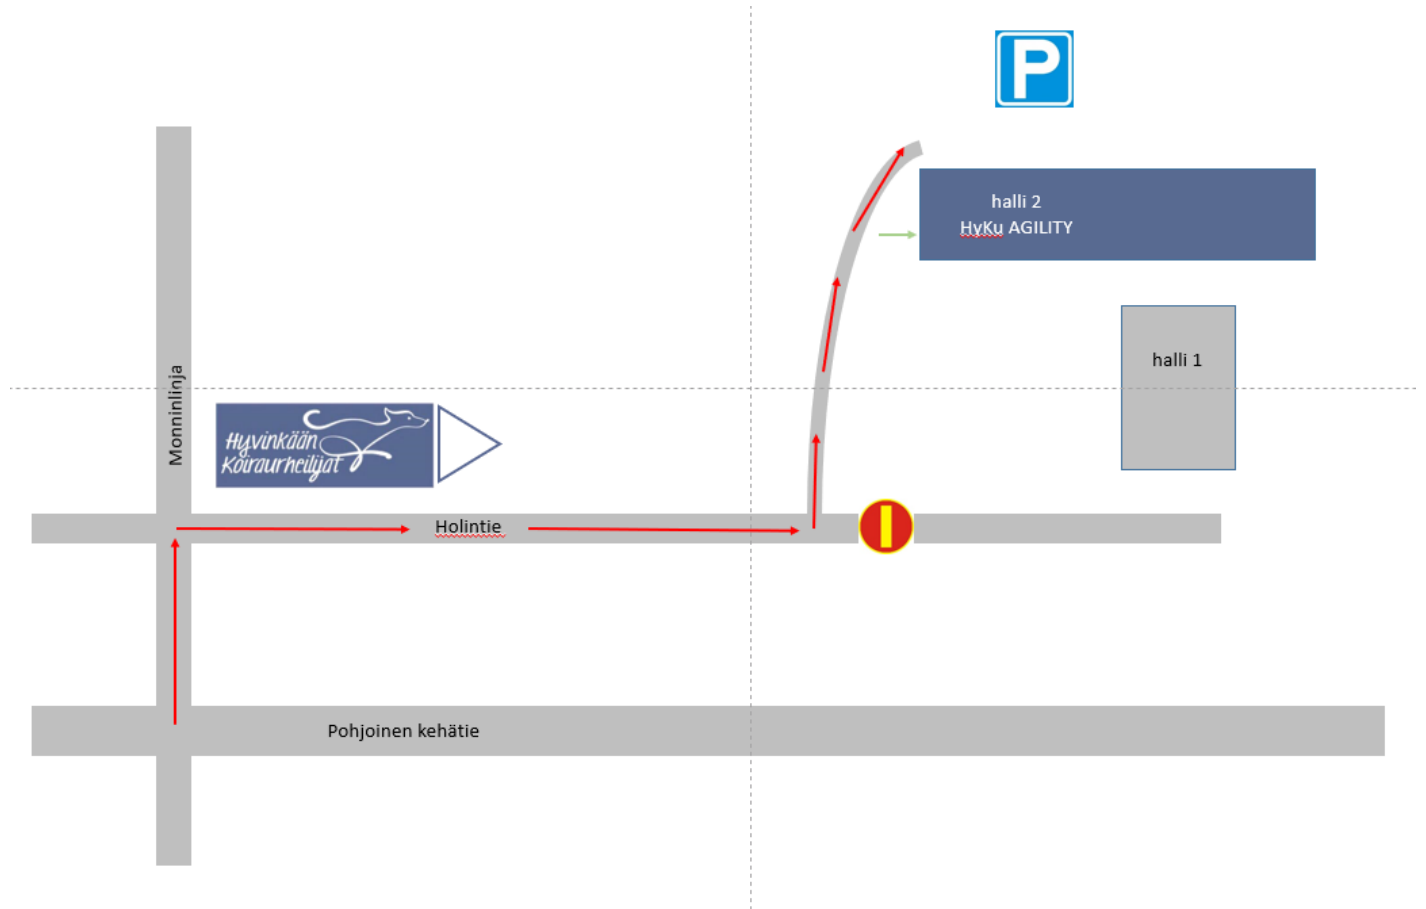 P
halli 2
HyKu AGILITY
halli 1
Monninlinja
Hyvinkään
Koiraurheilijat
Holintie
Pohjoinen kehätie